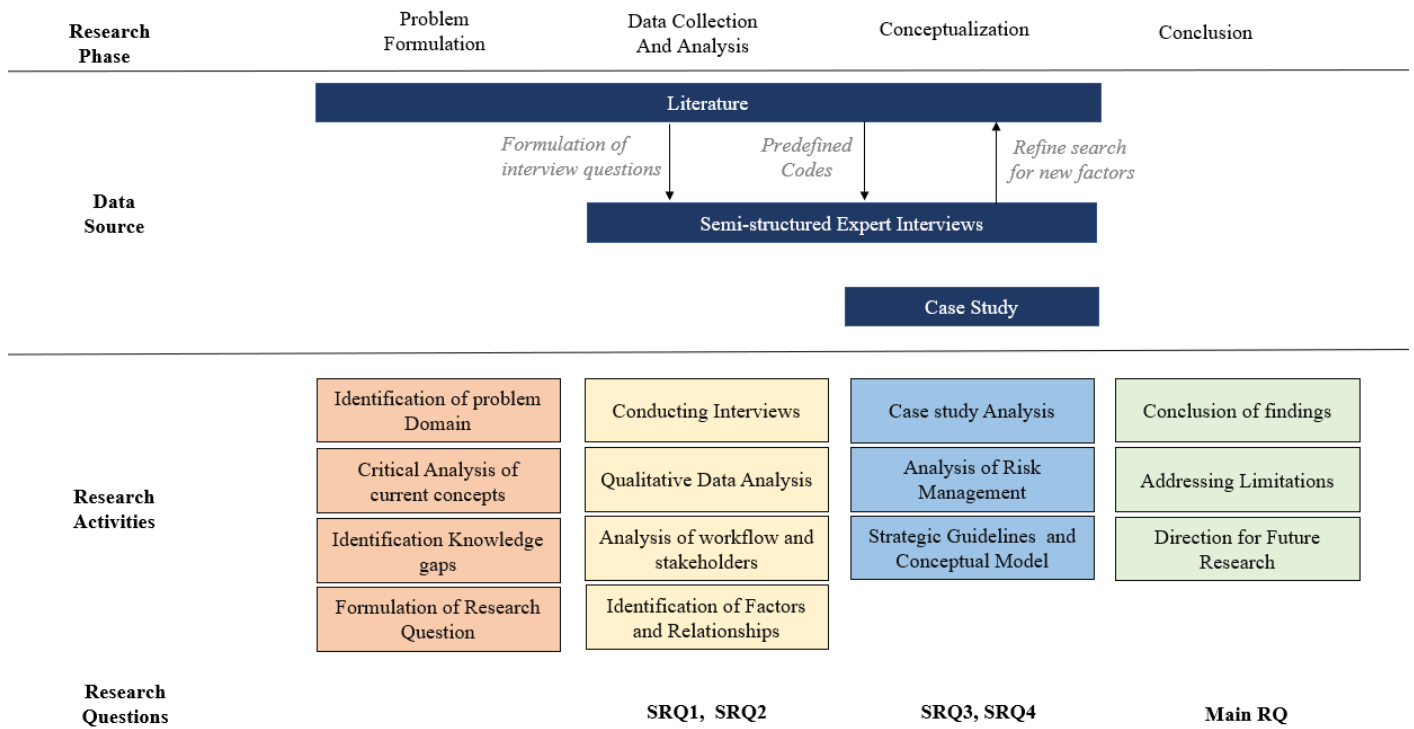 Research
Phase
Problem
Formulation
Data Collection
And Analysis
Conceptualization
Conclusion
Data
Source
Literature
Formulation of
interview questions
Predefined
Codes
Refine search
for new factors
Semi-structured Expert Interviews
Case Study
Research
Activities
Identification of problem
Domain
Critical Analysis of
current concepts
Identification Knowledge
gaps
Formulation of Research
Question
Conducting Interviews
Qualitative Data Analysis
Analysis of workflow and
stakeholders
Identification of Factors
and Relationships
Case study Analysis
Analysis of Risk
Management
Strategic Guidelines and
Conceptual Model
Conclusion of findings
Addressing Limitations
Direction for Future
Research
Research
Questions
SRQ1, SRQ2
SRQ3, SRQ4
Main RQ